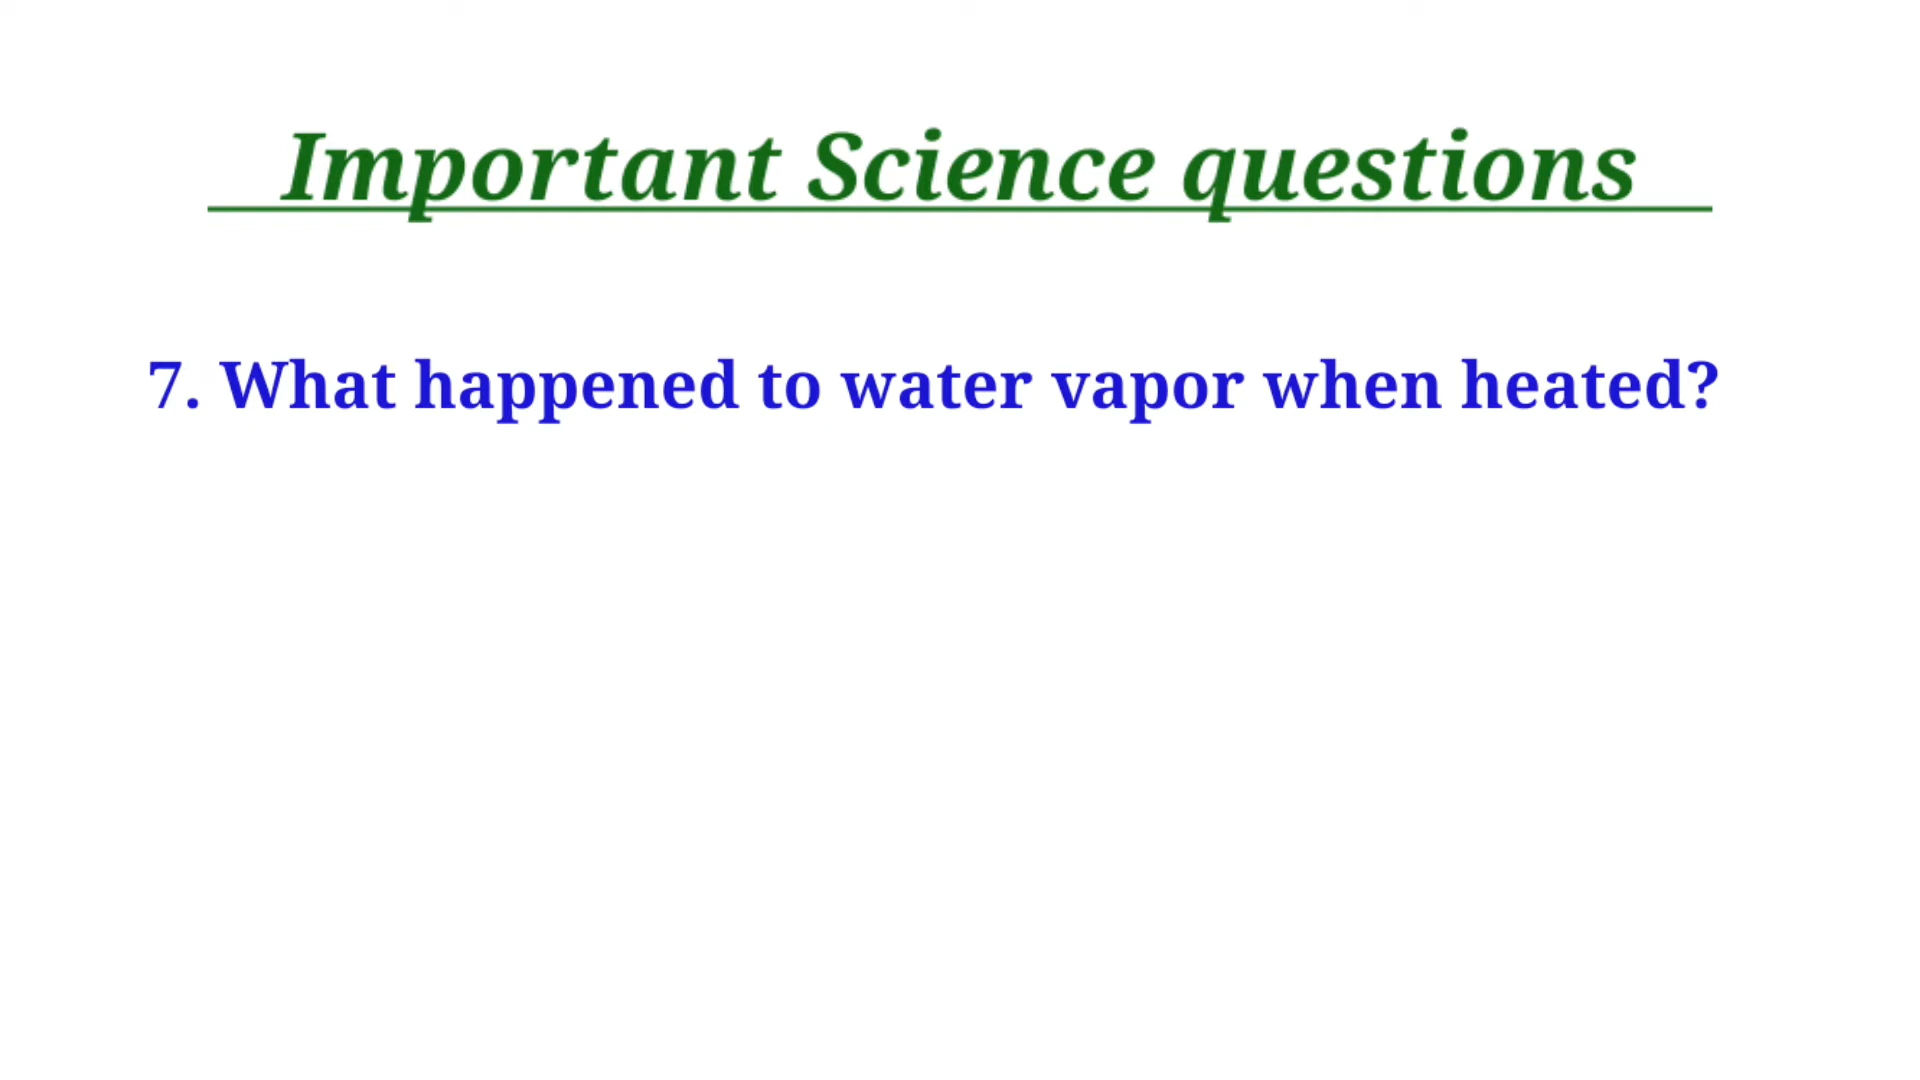 Important Science questions
7. What happened to water vapor when heated?